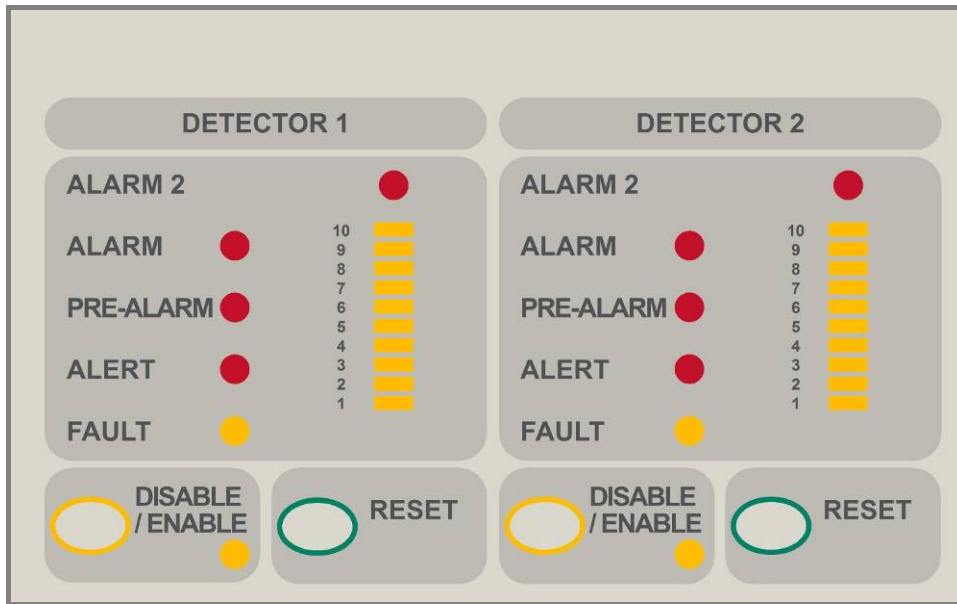 DETECTOR 1
ALARM 2
10
ALARM
9
8
7
PRE-ALARM
6
5
4
ALERT
3
2
1
FAULT
DISABLE
/ ENABLE
RESET
DETECTOR 2
ALARM 2
10
ALARM
9
8
7
PRE-ALARM
6
5
4
ALERT
3
2
1
FAULT
DISABLE
/ ENABLE
RESET